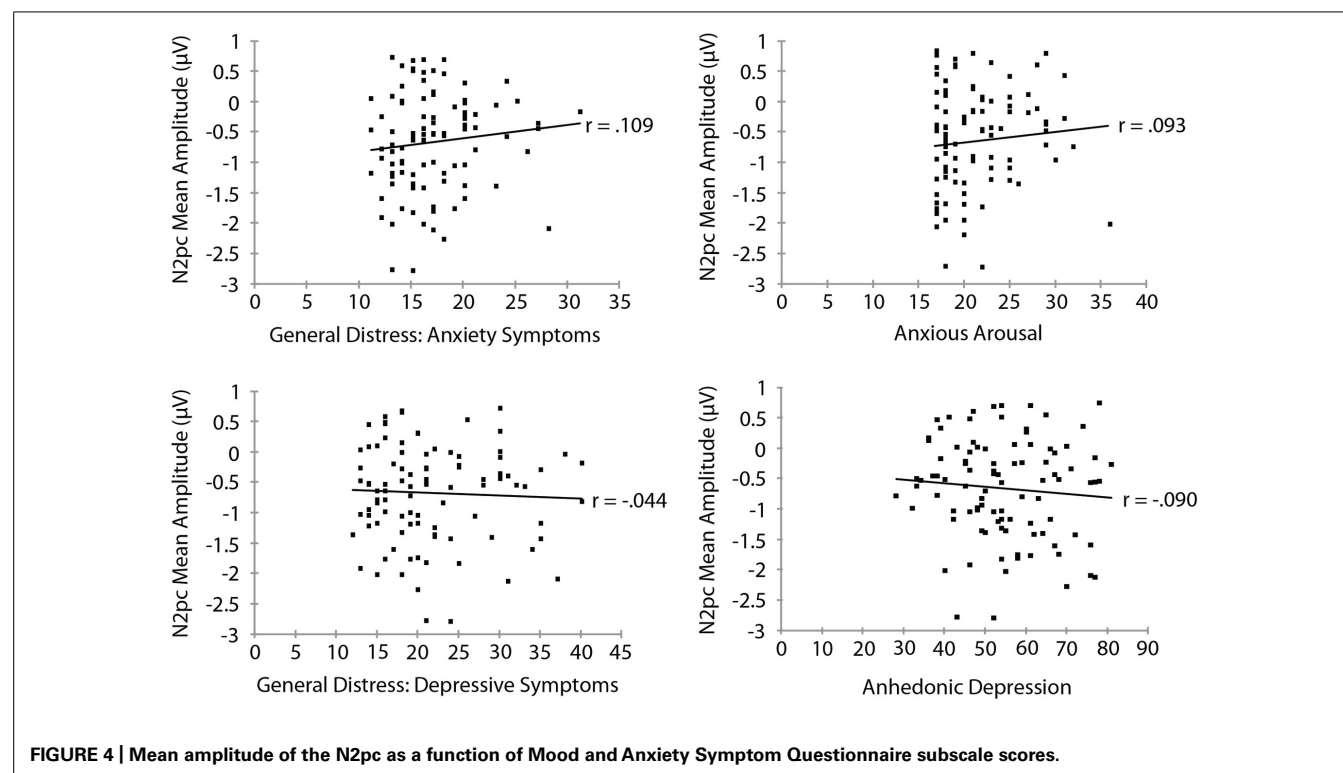 N2pc Mean Amplitude (µV)
1
0.5
0
-0.5
-1
-1.5
-2
-2.5
-3
0 5 10 15 20 25 30 35
r = .109
General Distress: Anxiety Symptoms
N2pc Mean Amplitude (µV)
1
0.5
0
-0.5
-1
-1.5
-2
-2.5
-3
0 5 10 15 20 25 30 35 40
r = .093
Anxious Arousal
N2pc Mean Amplitude (µV)
1
0.5
0
-0.5
-1
-1.5
-2
-2.5
-3
0 5 10 15 20 25 30 35 40 45
r = -.044
General Distress: Depressive Symptoms
N2pc Mean Amplitude (µV)
1
0.5
0
-0.5
-1
-1.5
-2
-2.5
-3
0 10 20 30 40 50 60 70 80 90
r = -.090
Anhedonic Depression
FIGURE 4 | Mean amplitude of the N2pc as a function of Mood and Anxiety Symptom Questionnaire subscale scores.